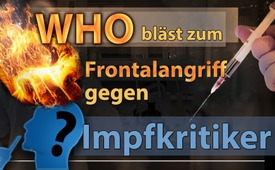 WHO bläst zum
Frontalangriff
gegen
?
Impfkritiker